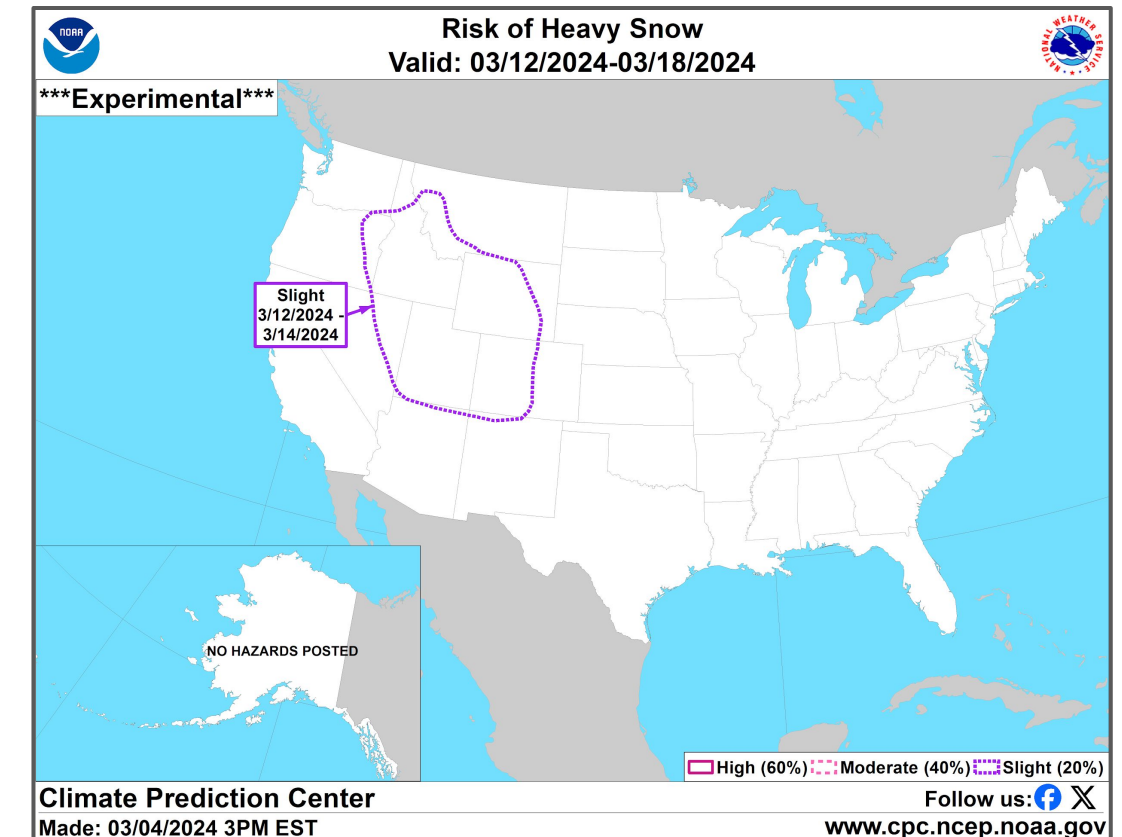 NOAA
Risk of Heavy Snow
Valid: 03/12/2024-03/18/2024
NATIONAL WEATHER SERVICE
***Experimental***
Slight
3/12/2024 -
3/14/2024
NO HAZARDS POSTED
High (60%) Moderate (40%) Slight (20%)
Climate Prediction Center
Follow us:
Made: 03/04/2024 3PM EST
www.cpc.ncep.noaa.gov